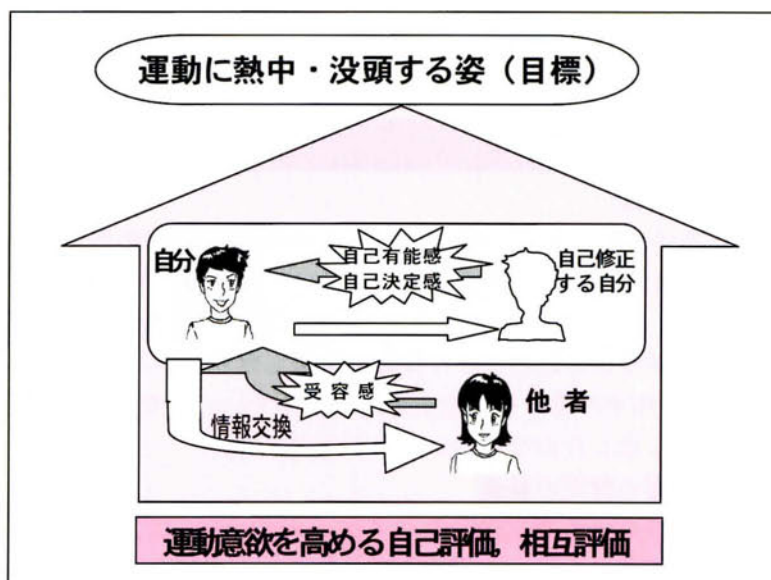 運動に熱中・没頭する姿（目標）
自分
自己有能感
自己決定感
自己修正
する自分
受容感
他者
情報交換
運動意欲を高める自己評価，相互評価